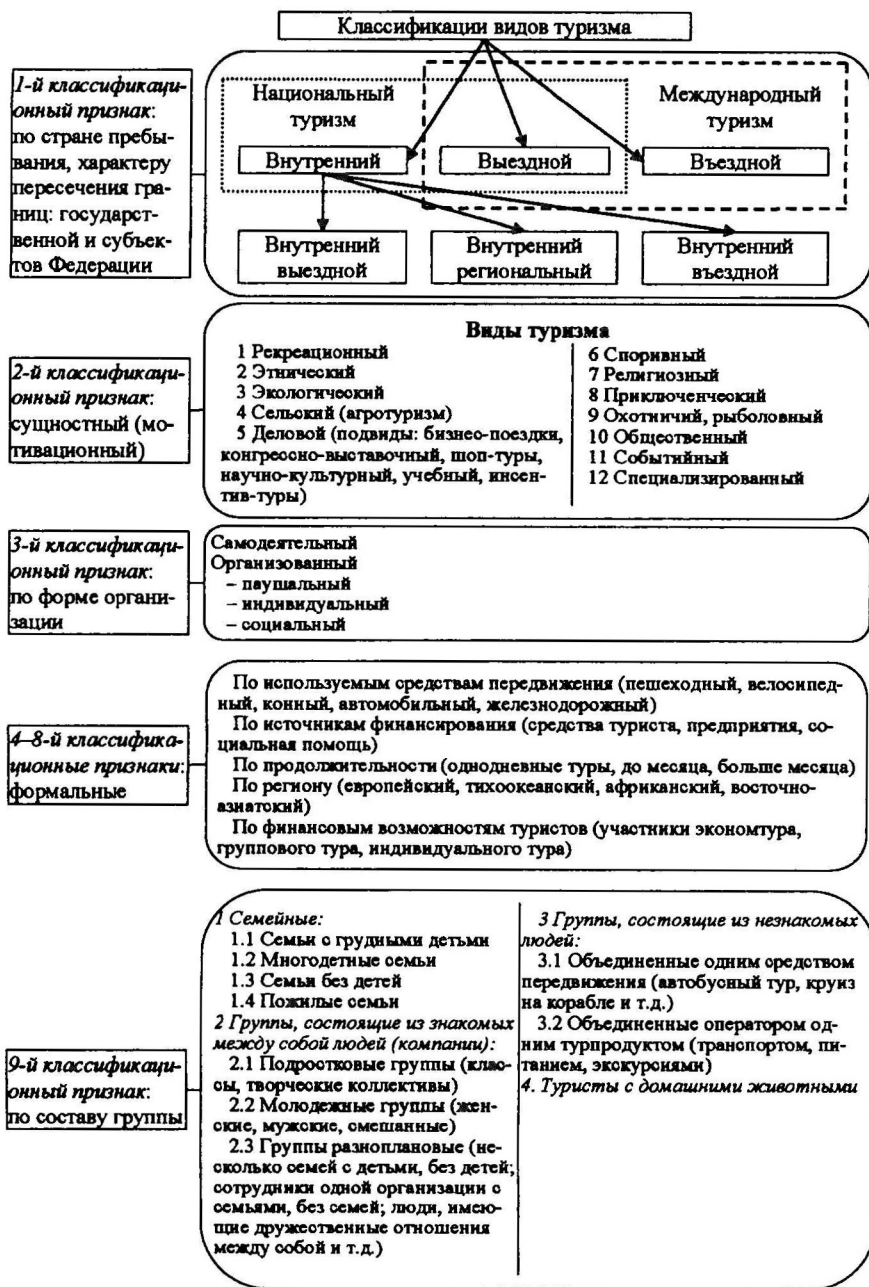 Классификации видов туризма
1-й классификаци-
онный признак:
по стране пребы-
вания, характеру
пересечения гра-
ниц: государст-
венной и субъек-
тов Федерации
Национальный
туризм
Международный
туризм
Внутренний
Выездной
Въездной
Внутренний
выездной
Внутренний
региональный
Внутренний
въездной
2-й классификаци-
онный признак:
сущностный (мо-
тивационный)
Виды туризма
1 Рекреационный
2 Этнический
3 Экологический
4 Сельский (агротуризм)
5 Деловой (подвиды: бизнес-поездки,
конгрессно-выставочный, шоп-туры,
научно-культурный, учебный, инсен-
тив-туры)
6 Споривный
7 Религиозный
8 Приключенческий
9 Охотничий, рыболовный
10 Общественный
11 Событийный
12 Специализированный
3-й классификаци-
онный признак:
по форме органи-
зации
Самодеятельный
Организованный
– паушальный
– индивидуальный
– социальный
4–8-й классифика-
ционные признаки:
формальные
По используемым средствам передвижения (пешеходный, велосипед-
ный, конный, автомобильный, железнодорожный)
По источникам финансирования (средства туриста, предприятия, со-
циальная помощь)
По продолжительности (однодневные туры, до месяца, больше месяца)
По региону (европейский, тихоокеанский, африканский, восточно-
азиатский)
По финансовым возможностям туристов (участники экономтура,
группового тура, индивидуального тура)
9-й классификаци-
онный признак:
по составу группы
1 Семейные:
1.1 Семьи с грудными детьми
1.2 Многодетные семьи
1.3 Семьи без детей
1.4 Пожилые семьи
2 Группы, состоящие из знакомых
между собой людей (компании):
2.1 Подростковые группы (клас-
сы, творческие коллективы)
2.2 Молодежные группы (жен-
ские, мужские, смешанные)
2.3 Группы разноплановые (не-
сколько семей с детьми, без детей;
сотрудники одной организации с
семьями, без семей; люди, имею-
щие дружественные отношения
между собой и т.д.)
3 Группы, состоящие из незнакомых
людей:
3.1 Объединенные одним средством
передвижения (автобусный тур, круиз
на корабле и т.д.)
3.2 Объединенные оператором од-
ним турпродуктом (транспортом, пи-
танием, экскурсиями)
4. Туристы с домашними животными